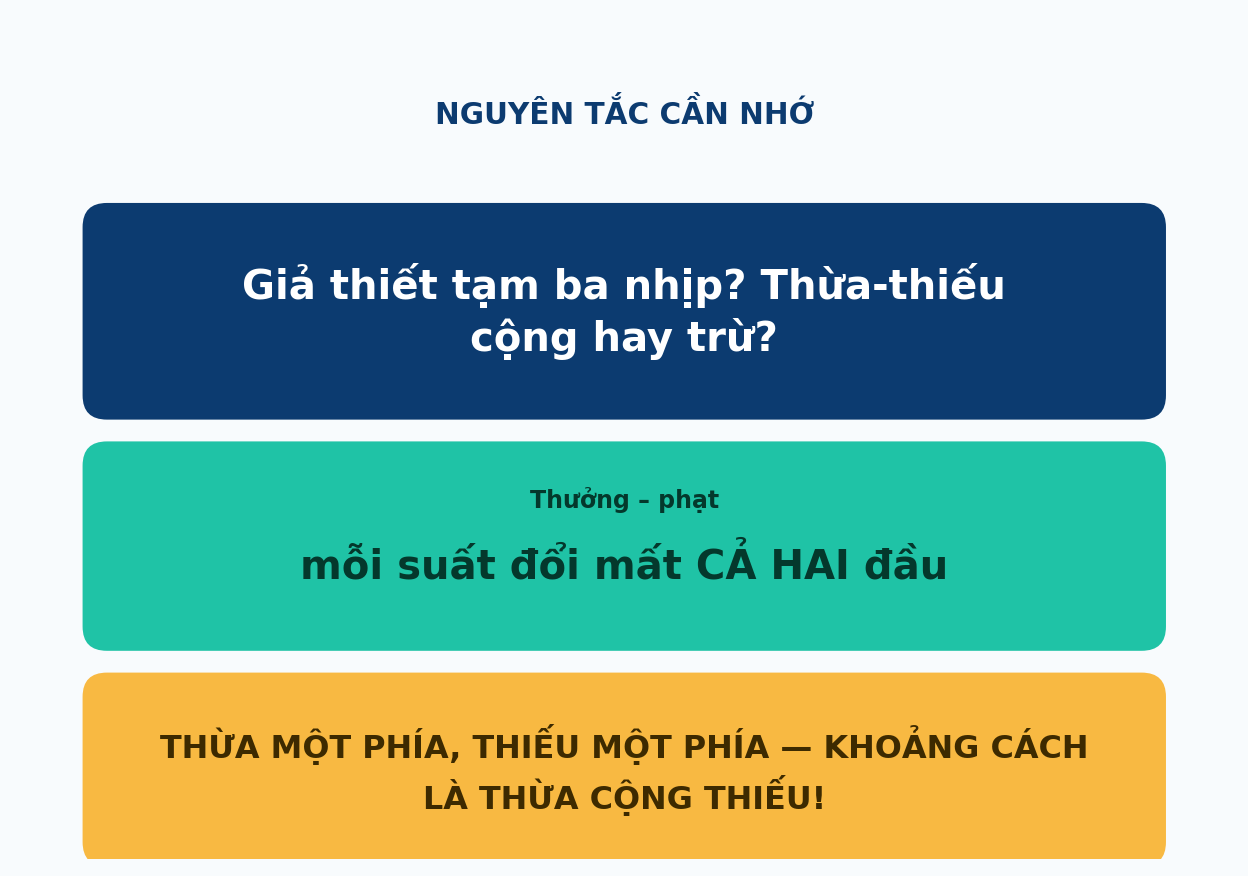 NGUYÊN TẮC CẦN NHỚ
Giả thiết tạm ba nhịp? Thừa-thiếu
cộng hay trừ?
Thưởng – phạt
mỗi suất đổi mất CẢ HAI đầu
THỪA MỘT PHÍA, THIẾU MỘT PHÍA — KHOẢNG CÁCH
LÀ THỪA CỘNG THIẾU!